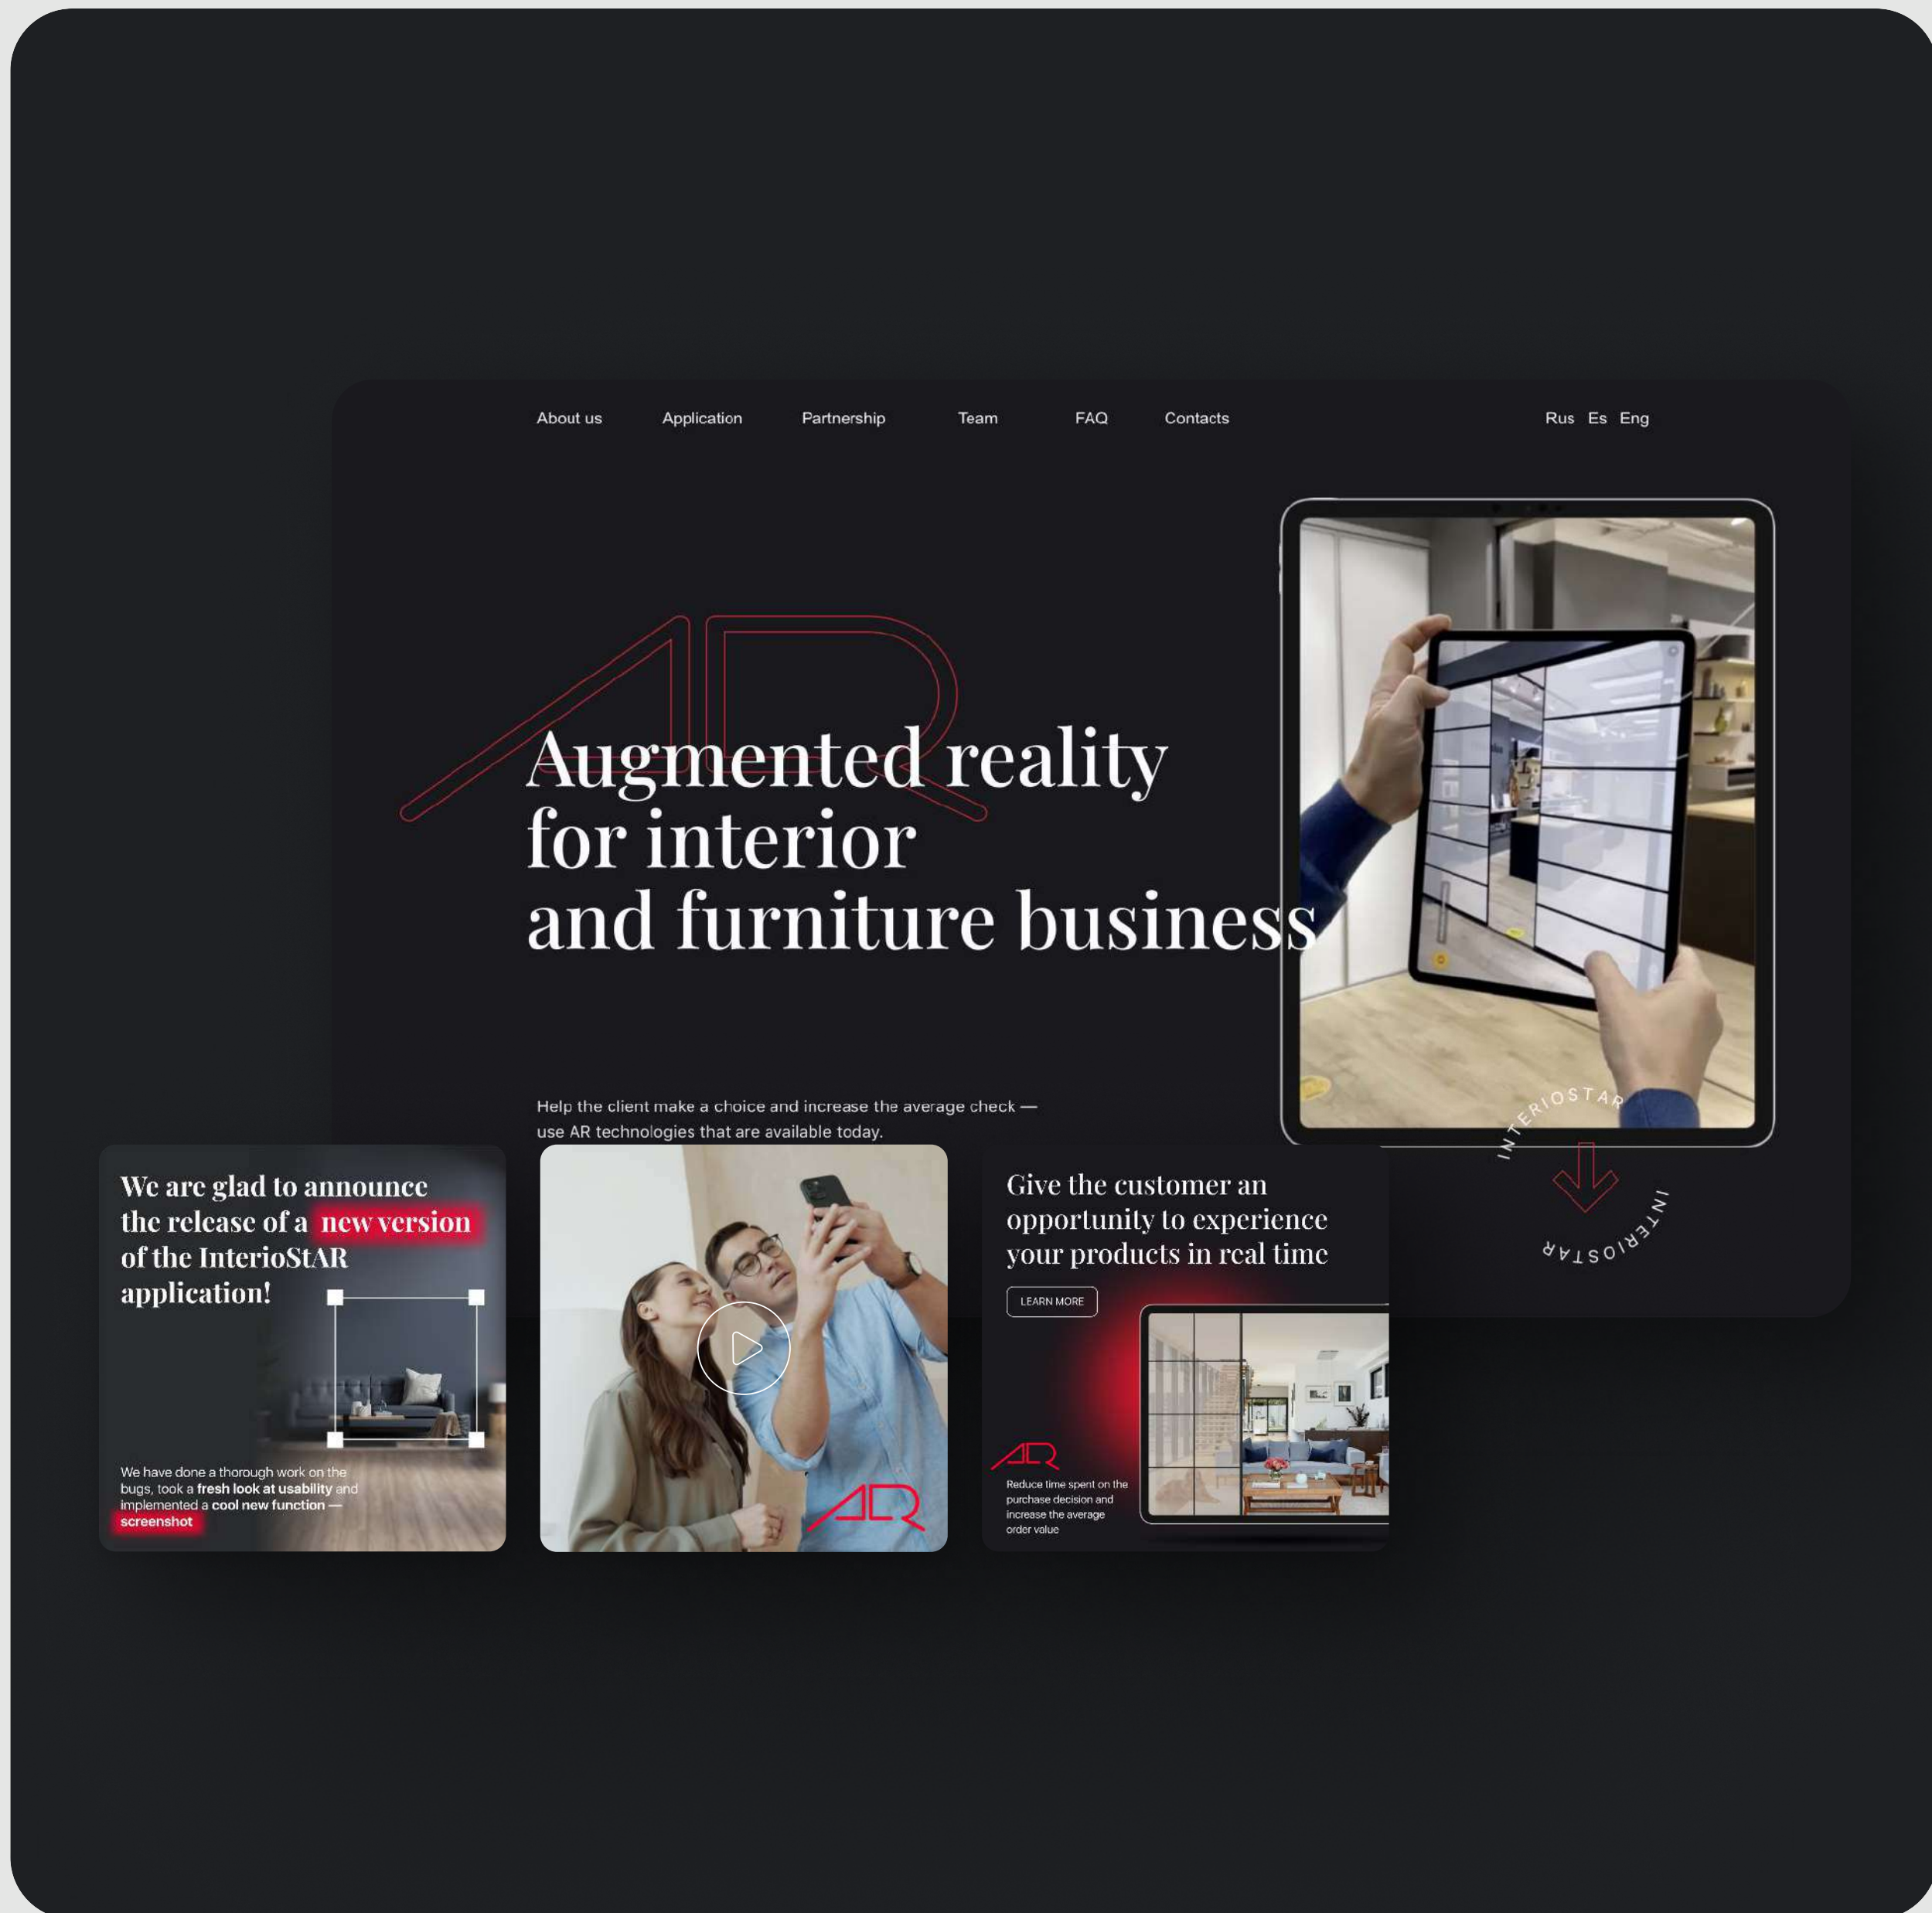 About us Application Partnership Team FAQ Contacts Rus Es Eng
AR
Augmented reality
for interior
and furniture business
Help the client make a choice and increase the average check —
use AR technologies that are available today.
INTERIOSTAR
INTERIOSTAR
We are glad to announce
the release of a new version
of the InterioStAR
application!
We have done a thorough work on the
bugs, took a fresh look at usability and
implemented a cool new function —
screenshot
AR
Give the customer an
opportunity to experience
your products in real time
LEARN MORE
AR
Reduce time spent on the
purchase decision and
increase the average
order value